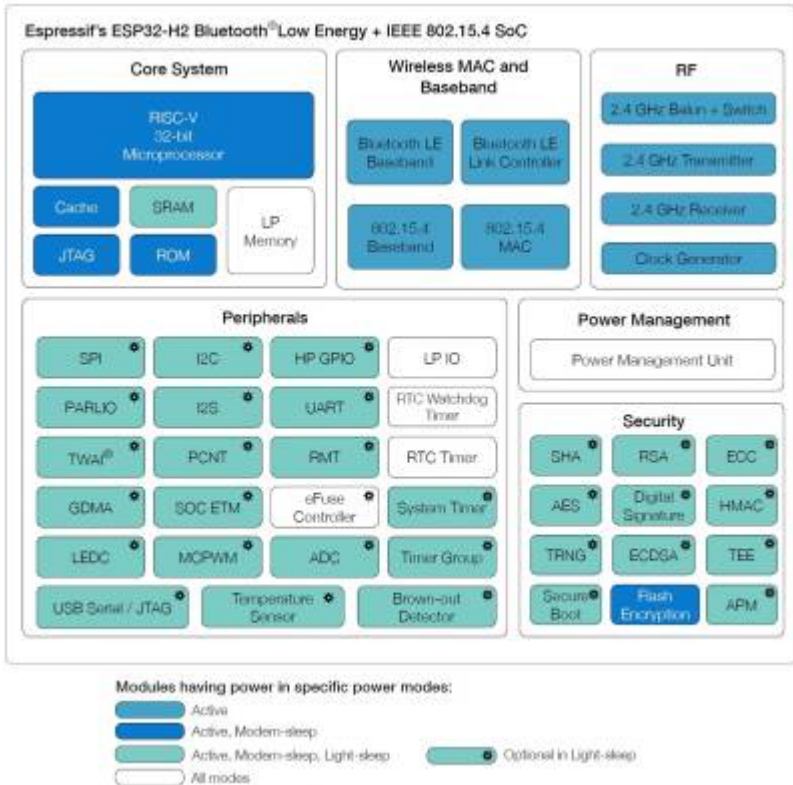 Espressif's ESP32-H2 Bluetooth®Low Energy + IEEE 802.15.4 SoC
Core System
RISC-V
32-bit
Microprocessor
Cache
SRAM
LP
Memory
JTAG
ROM
Wireless MAC and
Baseband
Bluetooth LE
Baseband
Bluetooth LE
Link Controller
802.15.4
Baseband
802.15.4
MAC
RF
2.4 GHz Balun + Switch
2.4 GHz Transmitter
2.4 GHz Receiver
Clock Generator
Peripherals
SPI
I2C
HP GPIO
LP IO
PARLIO
I2S
UART
RTC Watchdog
Timer
TWAI®
PCNT
RMT
RTC Timer
GDMA
SOC ETM
eFuse
Controller
System Timer
LEDC
MCPWM
ADC
Timer Group
USB Serial / JTAG
Temperature
Sensor
Brown-out
Detector
Power Management
Power Management Unit
Security
SHA
RSA
ECC
AES
Digital
Signature
HMAC
TRNG
ECDSA
TEE
Secure
Boot
Flash
Encryption
APM
Modules having power in specific power modes:
Active
Active, Modem-sleep
Active, Modem-sleep, Light-sleep
Optional in Light-sleep
All modes